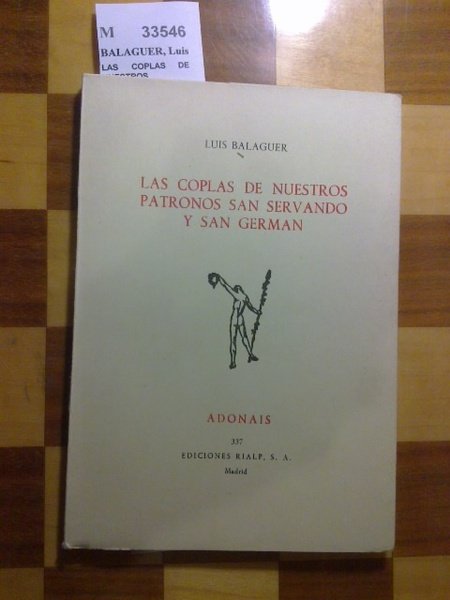 M 33546
BALAGUER, Luis
LAS COPLAS DE
NUESTROS
LUIS BALAGUER
LAS COPLAS DE NUESTROS
PATRONOS SAN SERVANDO
Y SAN GERMAN
ADONAIS
337
EDICIONES RIALP, S. A.
Madrid